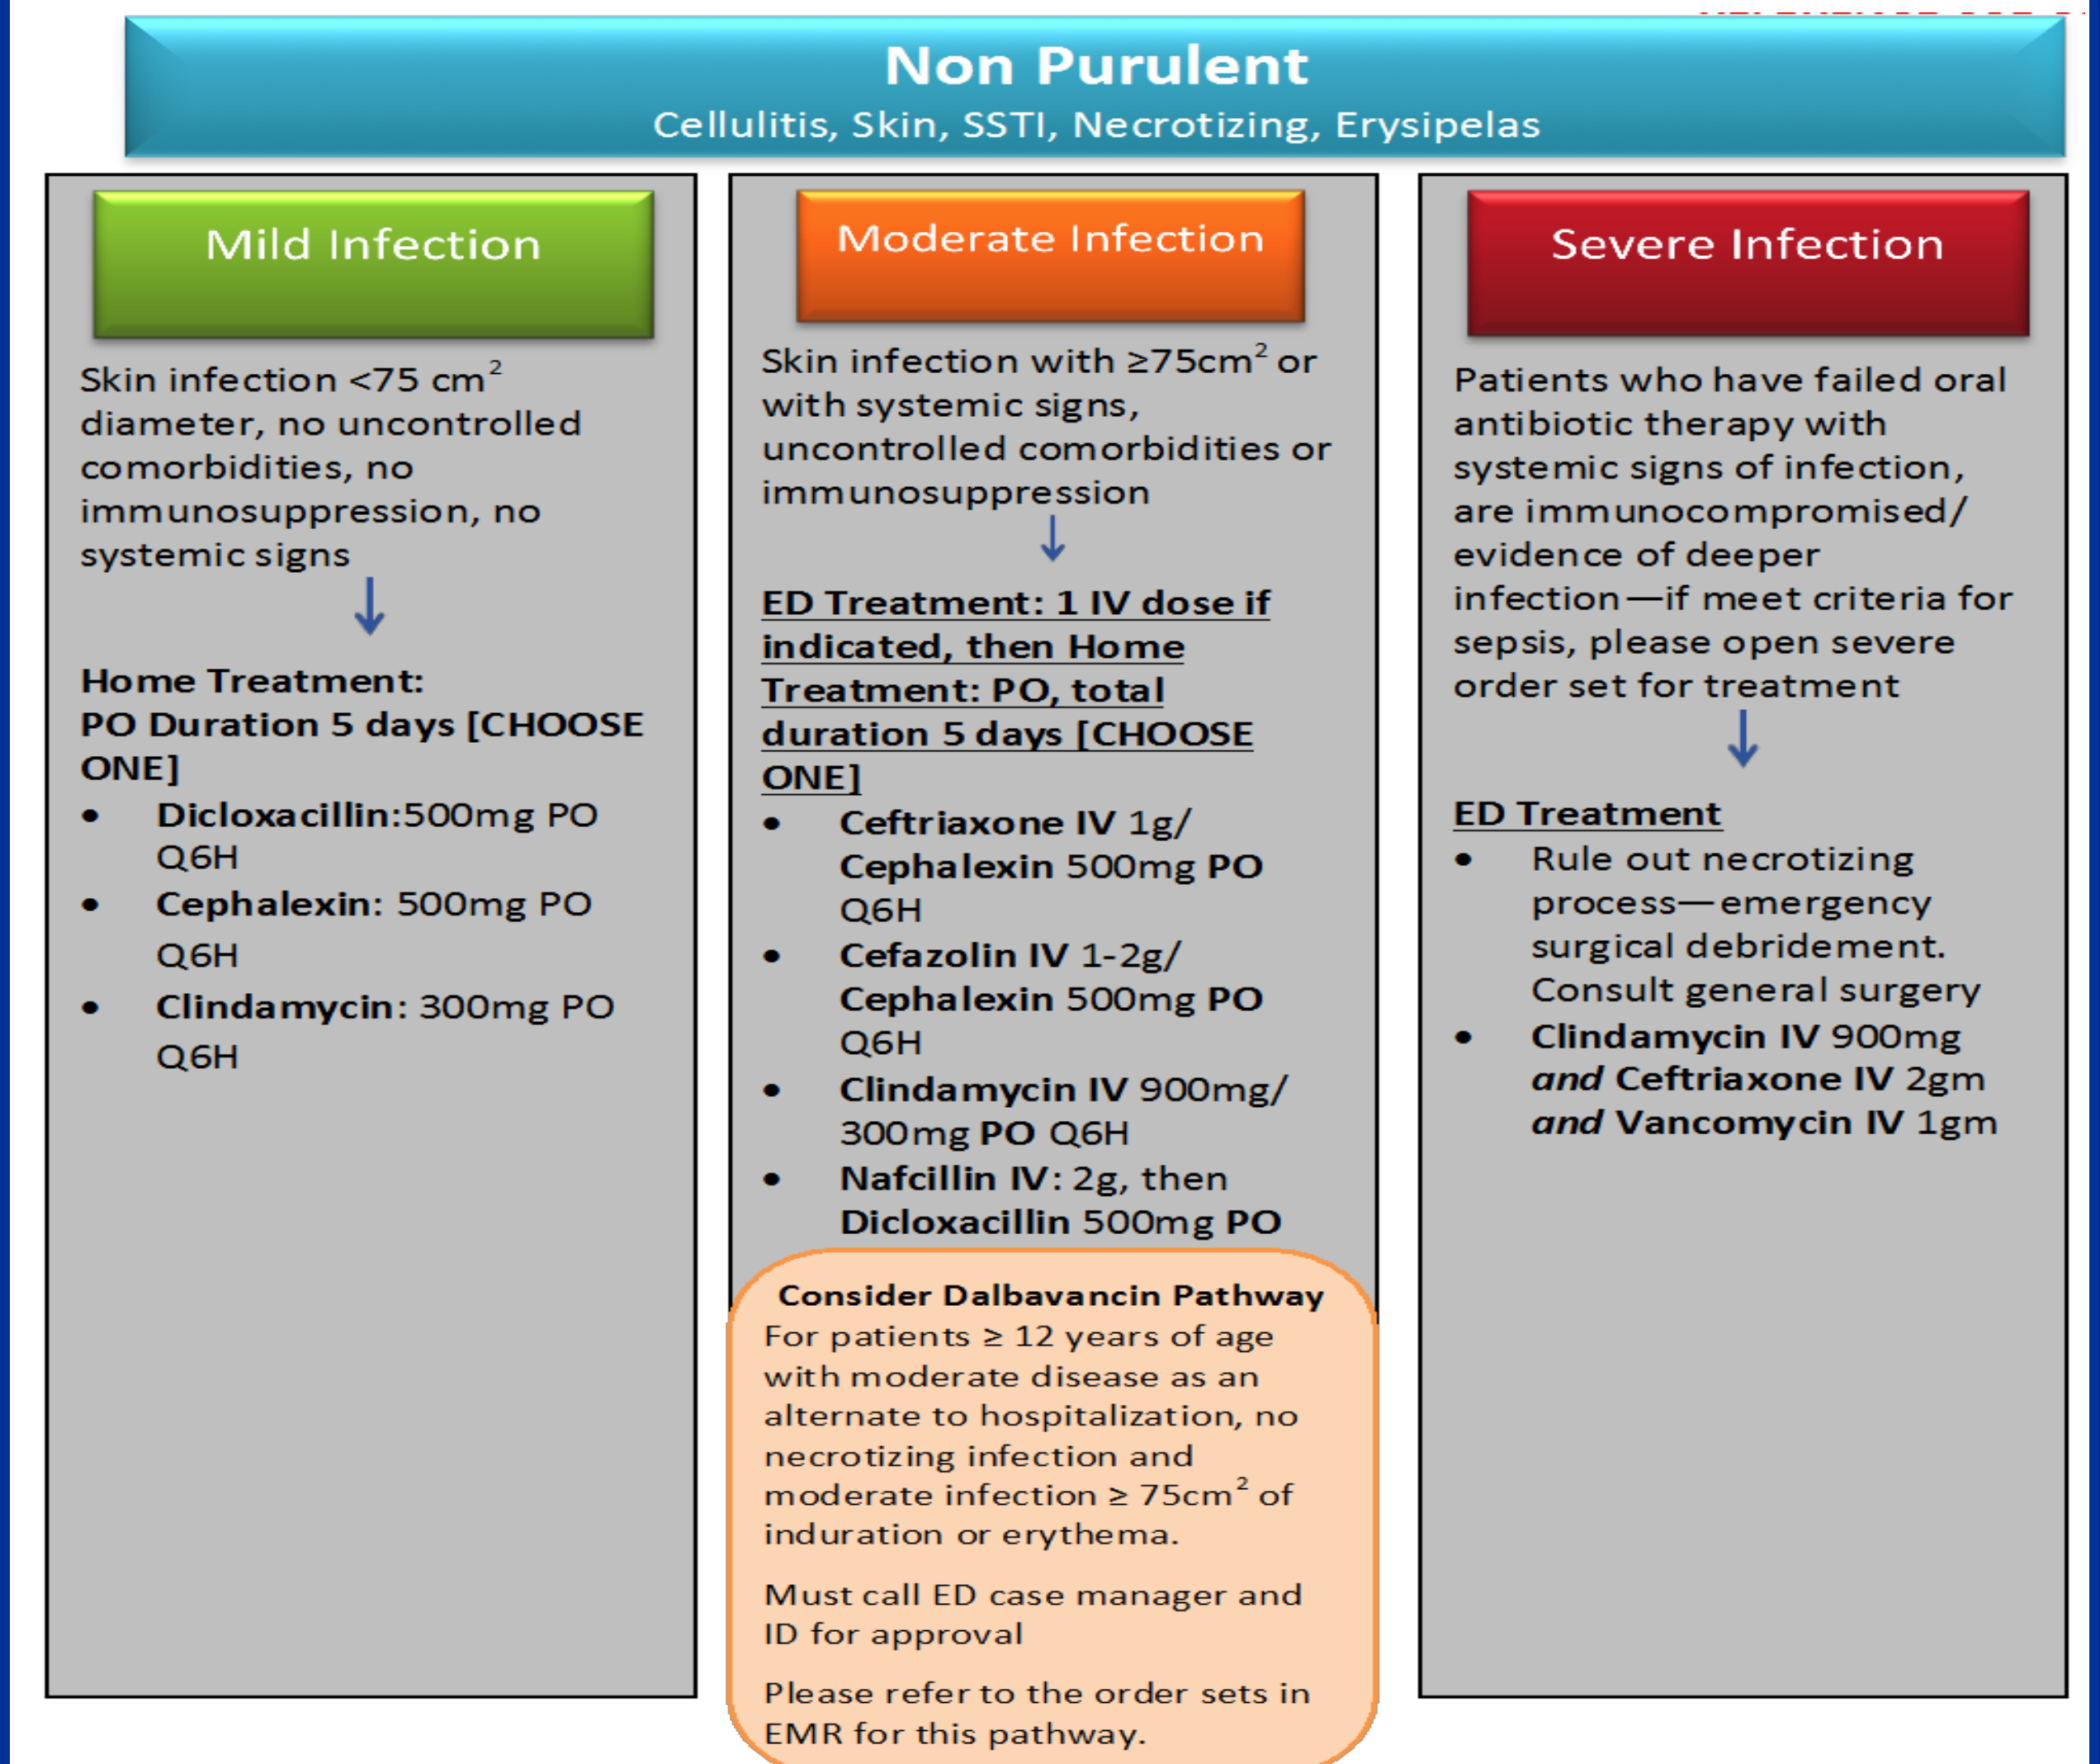 Non Purulent
Cellulitis, Skin, SSTI, Necrotizing, Erysipelas
Mild Infection
Skin infection <75 cm²
diameter, no uncontrolled
comorbidities, no
immunosuppression, no
systemic signs
Home Treatment:
PO Duration 5 days [CHOOSE
ONE]
• Dicloxacillin:500mg PO
Q6H
• Cephalexin: 500mg PO
Q6H
• Clindamycin: 300mg PO
Q6H
Moderate Infection
Skin infection with ≥75cm² or
with systemic signs,
uncontrolled comorbidities or
immunosuppression
ED Treatment: 1 IV dose if
indicated, then Home
Treatment: PO, total
duration 5 days [CHOOSE
ONE]
• Ceftriaxone IV 1g/
Cephalexin 500mg PO
Q6H
• Cefazolin IV 1-2g/
Cephalexin 500mg PO
Q6H
• Clindamycin IV 900mg/
300mg PO Q6H
• Nafcillin IV: 2g, then
Dicloxacillin 500mg PO
Consider Dalbavancin Pathway
For patients ≥ 12 years of age
with moderate disease as an
alternate to hospitalization, no
necrotizing infection and
moderate infection ≥ 75cm² of
induration or erythema.
Must call ED case manager and
ID for approval
Please refer to the order sets in
EMR for this pathway.
Severe Infection
Patients who have failed oral
antibiotic therapy with
systemic signs of infection,
are immunocompromised/
evidence of deeper
infection—if meet criteria for
sepsis, please open severe
order set for treatment
ED Treatment
• Rule out necrotizing
process—emergency
surgical debridement.
Consult general surgery
• Clindamycin IV 900mg
and Ceftriaxone IV 2gm
and Vancomycin IV 1gm